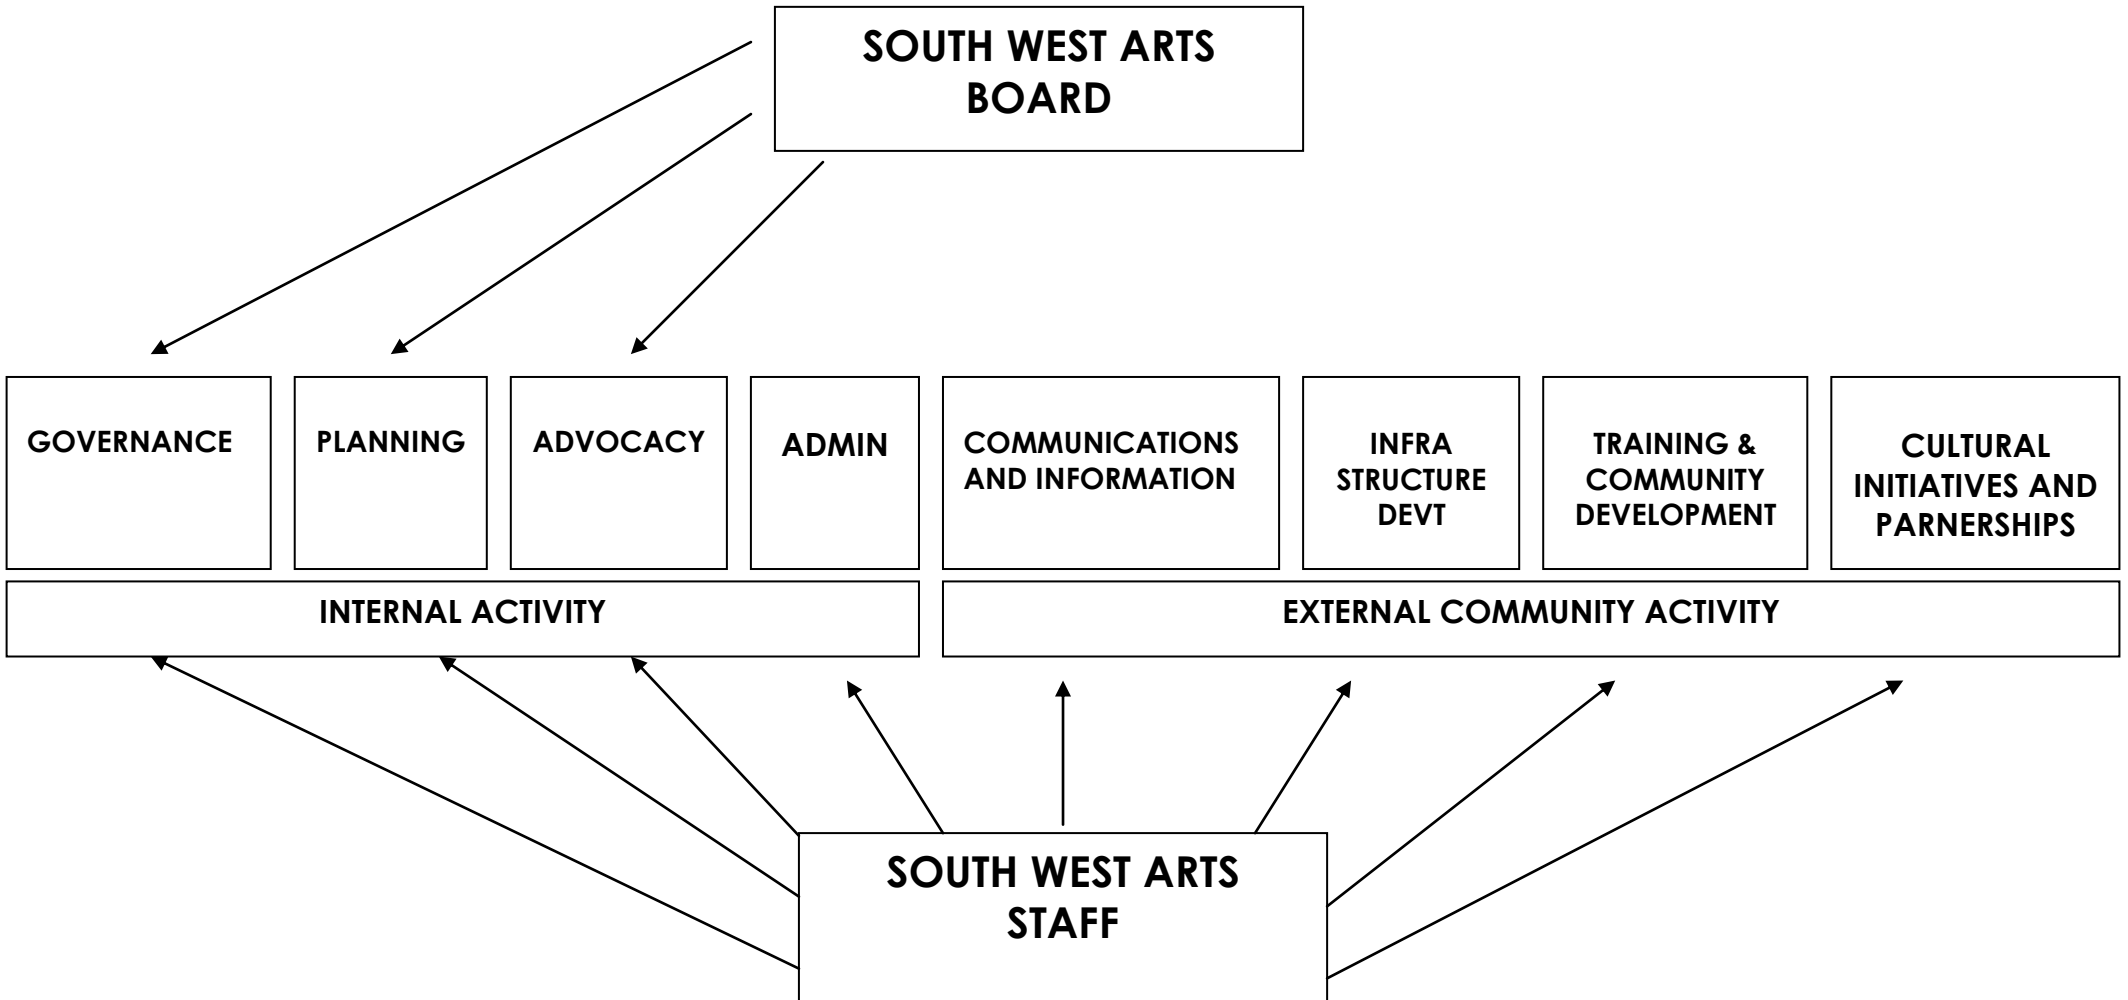 SOUTH WEST ARTS
BOARD
GOVERNANCE
PLANNING
ADVOCACY
ADMIN
COMMUNICATIONS
AND INFORMATION
INFRA
STRUCTURE
DEVT
TRAINING &
COMMUNITY
DEVELOPMENT
CULTURAL
INITIATIVES AND
PARNERSHIPS
INTERNAL ACTIVITY
EXTERNAL COMMUNITY ACTIVITY
SOUTH WEST ARTS
STAFF